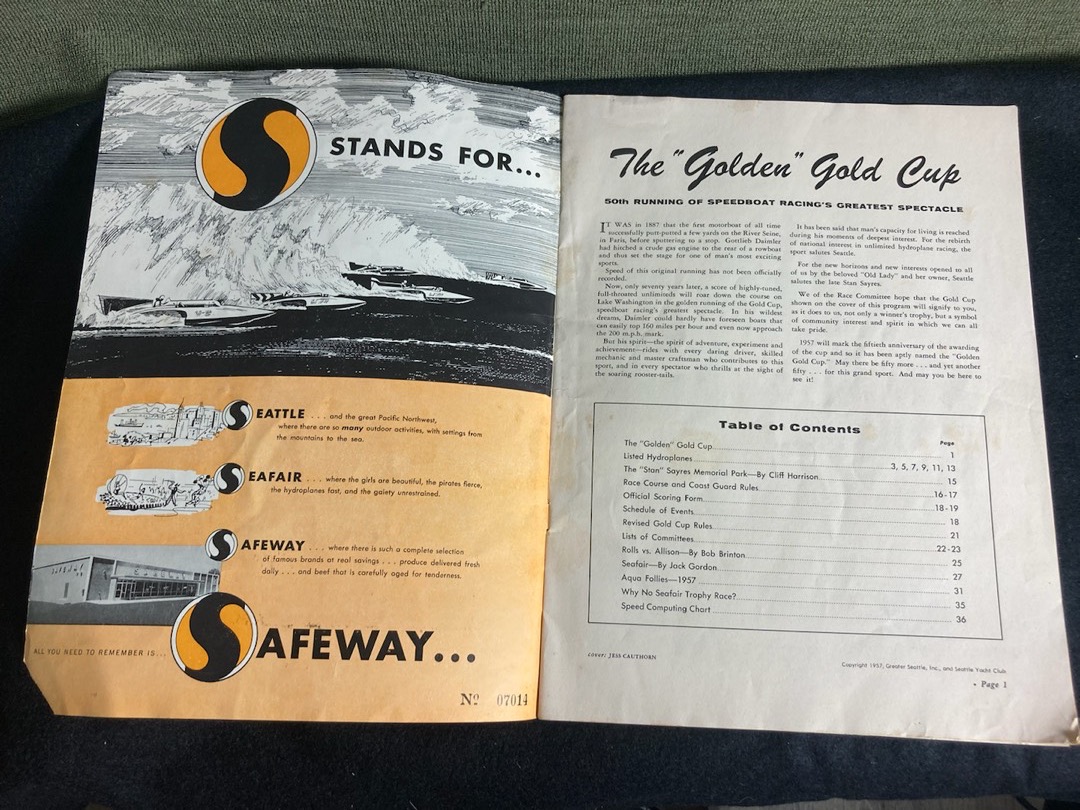 STANDS FOR...
EATTLE . . . and the great Pacific Northwest,
where there are so many outdoor activities, with settings from
the mountains to the sea.
EAFAIR . . . where the girls are beautiful, the pirates fierce,
the hydroplanes fast, and the gaiety unrestrained.
AFEWAY . . . where there is such a complete selection
of famous brands at real savings . . . produce delivered fresh
daily . . . and beef that is carefully aged for tenderness.
SAFEWAY
ALL YOU NEED TO REMEMBER IS...
AFEWAY...
Nº 07014
The "Golden" Gold Cup
50th RUNNING OF SPEEDBOAT RACING'S GREATEST SPECTACLE
IT WAS in 1887 that the first motorboat of all time
successfully putt-putted a few yards on the River Seine,
in Paris, before sputtering to a stop. Gottlieb Daimler
had hitched a crude gas engine to the rear of a rowboat
and thus set the stage for one of man's most exciting
sports.
Speed of this original running has not been officially
recorded.
Now, only seventy years later, a score of highly-tuned,
full-throated unlimiteds will roar down the course on
Lake Washington in the golden running of the Gold Cup,
speedboat racing's greatest spectacle. In his wildest
dreams, Daimler could hardly have foreseen boats that
can easily top 160 miles per hour and even now approach
the 200 m.p.h. mark.
But his spirit—the spirit of adventure, experiment and
achievement—rides with every daring driver, skilled
mechanic and master craftsman who contributes to this
sport, and in every spectator who thrills at the sight of
the soaring rooster-tails.
It has been said that man's capacity for living is reached
during his moments of deepest interest. For the rebirth
of national interest in unlimited hydroplane racing, the
sport salutes Seattle.
For the new horizons and new interests opened to all
of us by the beloved "Old Lady" and her owner, Seattle
salutes the late Stan Sayres.
We of the Race Committee hope that the Gold Cup
shown on the cover of this program will signify to you,
as it does to us, not only a winner's trophy, but a symbol
of community interest and spirit in which we can all
take pride.
1957 will mark the fiftieth anniversary of the awarding
of the cup and so it has been aptly named the "Golden
Gold Cup." May there be fifty more . . . and yet another
fifty . . . for this grand sport. And may you be here to
see it!
Table of Contents
Page
The "Golden" Gold Cup 1
Listed Hydroplanes 3, 5, 7, 9, 11, 13
The "Stan" Sayres Memorial Park—By Cliff Harrison 15
Race Course and Coast Guard Rules 16-17
Official Scoring Form 18-19
Schedule of Events 18
Revised Gold Cup Rules 21
Lists of Committees 22-23
Rolls vs. Allison—By Bob Brinton 25
Seafair—By Jack Gordon 27
Aqua Follies—1957 31
Why No Seafair Trophy Race? 35
Speed Computing Chart 36
Cover: JESS CAUTHORN
Copyright 1957, Greater Seattle, Inc., and Seattle Yacht Club
• Page 1